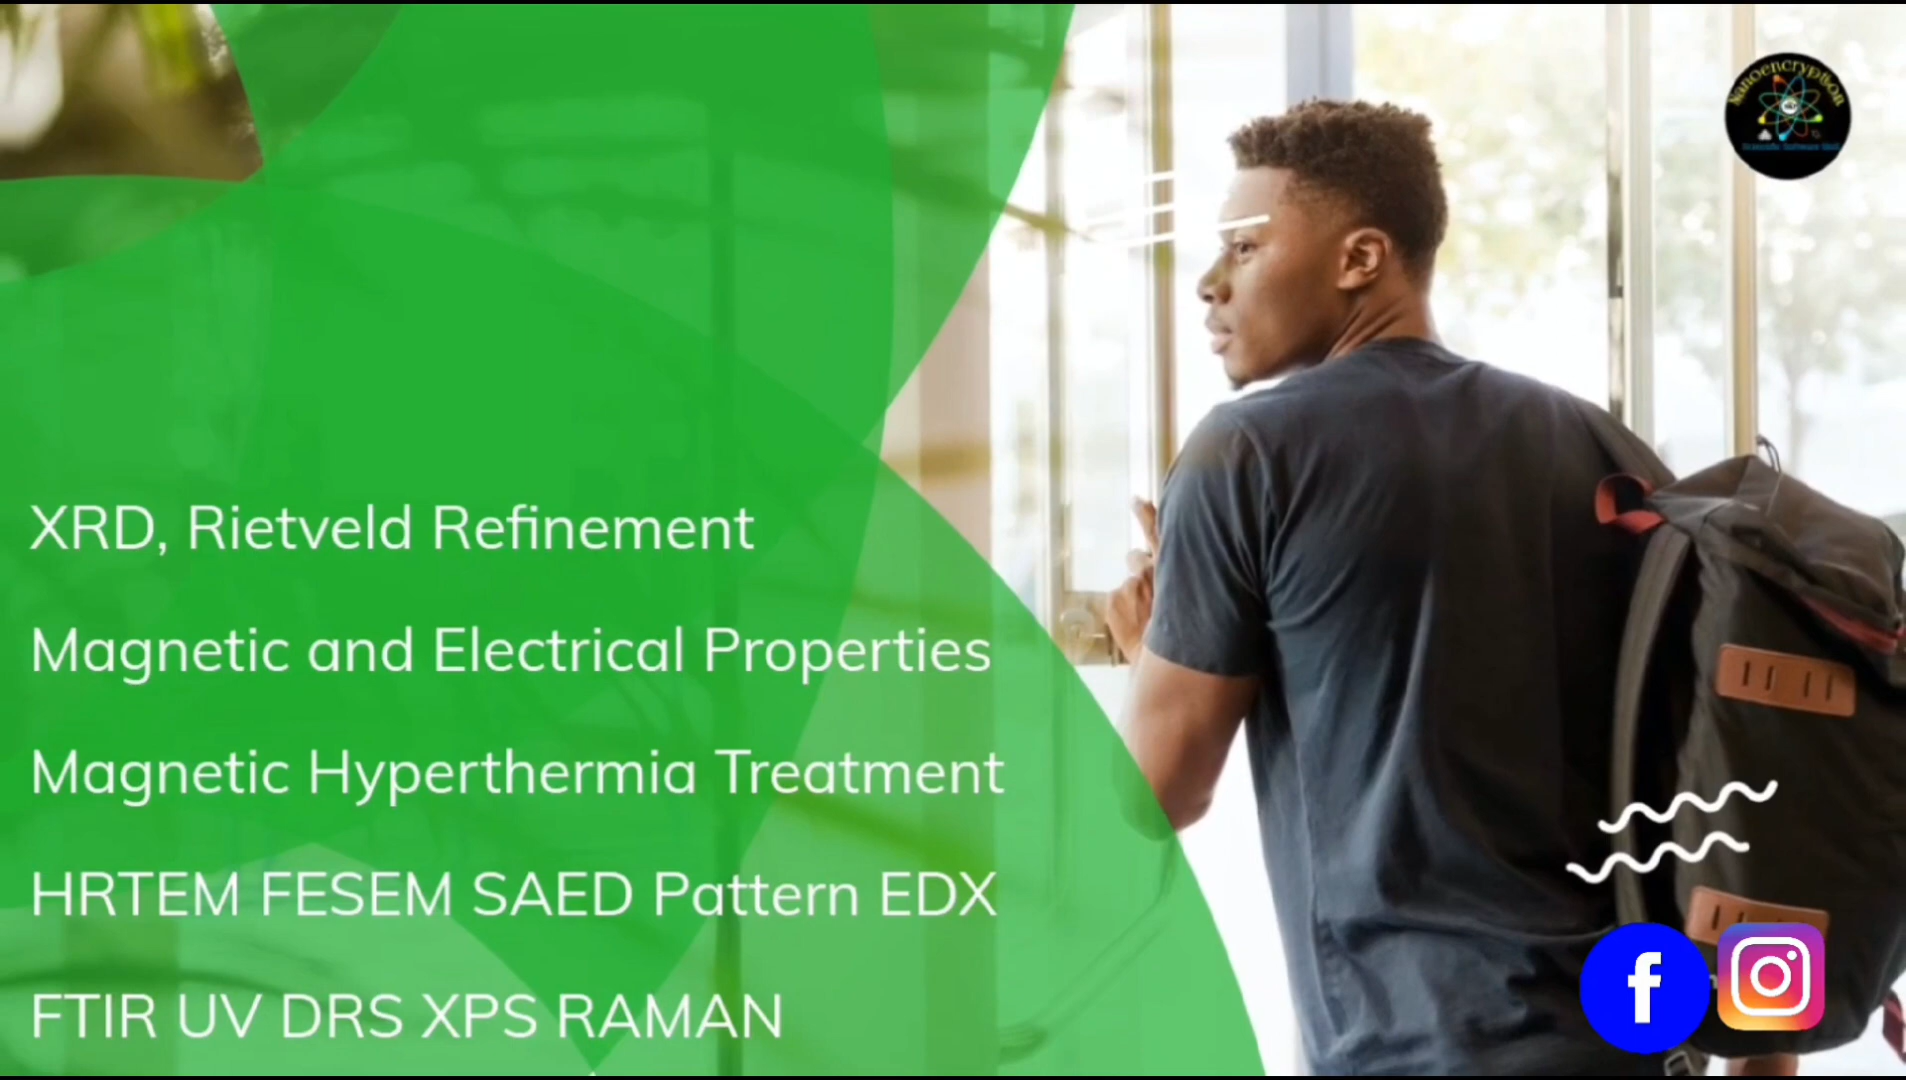 nanoencryption
XRD, Rietveld Refinement
Magnetic and Electrical Properties
Magnetic Hyperthermia Treatment
HRTEM FESEM SAED Pattern EDX
FTIR UV DRS XPS RAMAN